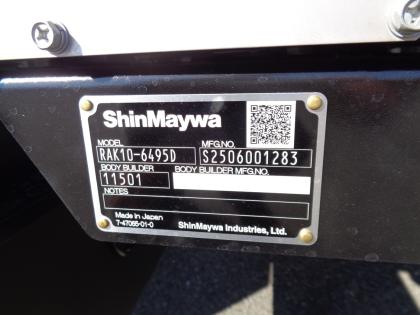 ShinMaywa
MODEL MFG.NO.
RAK10-6495D S2506001283
BODY BUILDER BODY BUILDER MFG.NO.
11501
NOTES
Made in Japan
7-47055-01-0 ShinMaywa Industries, Ltd.